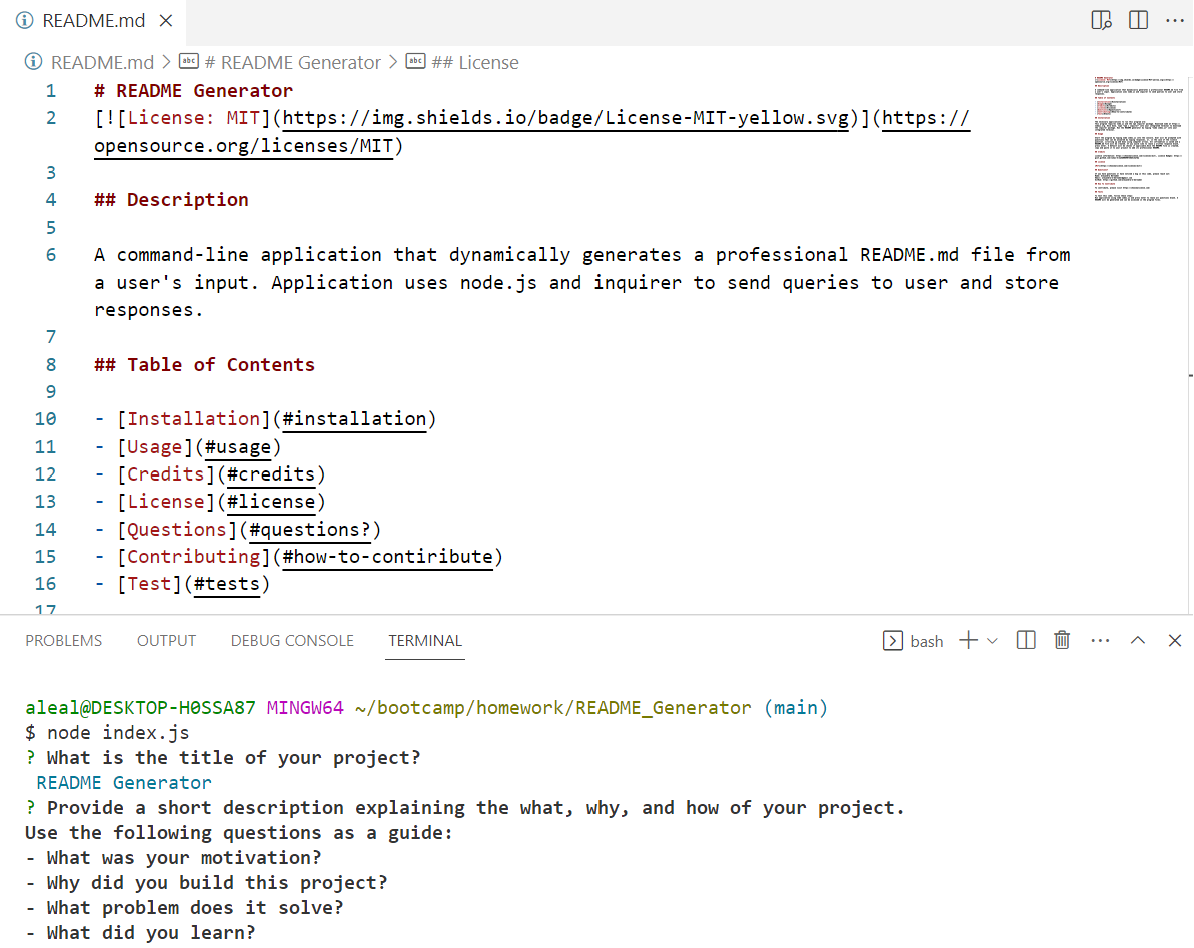 README.md
README.md > # README Generator > ## License
1 # README Generator
2 [![License: MIT](https://img.shields.io/badge/License-MIT-yellow.svg)](https://
opensource.org/licenses/MIT)
3
4 ## Description
5
6 A command-line application that dynamically generates a professional README.md file from
a user's input. Application uses node.js and inquirer to send queries to user and store
responses.
7
8 ## Table of Contents
9
10 - [Installation](#installation)
11 - [Usage](#usage)
12 - [Credits](#credits)
13 - [License](#license)
14 - [Questions](#questions?)
15 - [Contributing](#how-to-contiribute)
16 - [Test](#tests)
17
PROBLEMS OUTPUT DEBUG CONSOLE TERMINAL bash
aleal@DESKTOP-H0SSA87 MINGW64 ~/bootcamp/homework/README_Generator (main)
$ node index.js
? What is the title of your project?
README Generator
? Provide a short description explaining the what, why, and how of your project.
Use the following questions as a guide:
- What was your motivation?
- Why did you build this project?
- What problem does it solve?
- What did you learn?